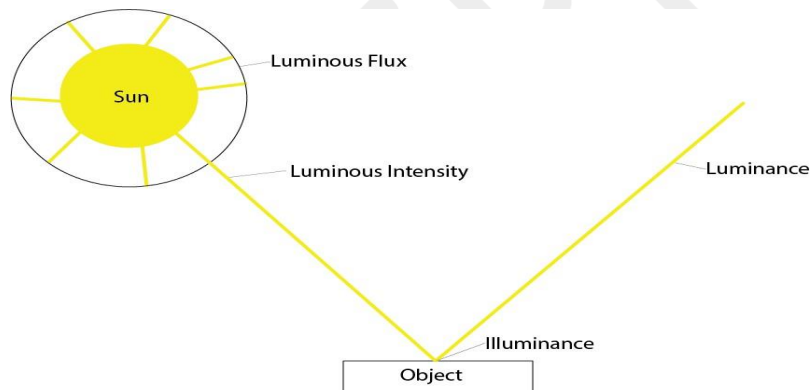 Luminous Flux
Sun
Luminous Intensity
Luminance
Illuminance
Object